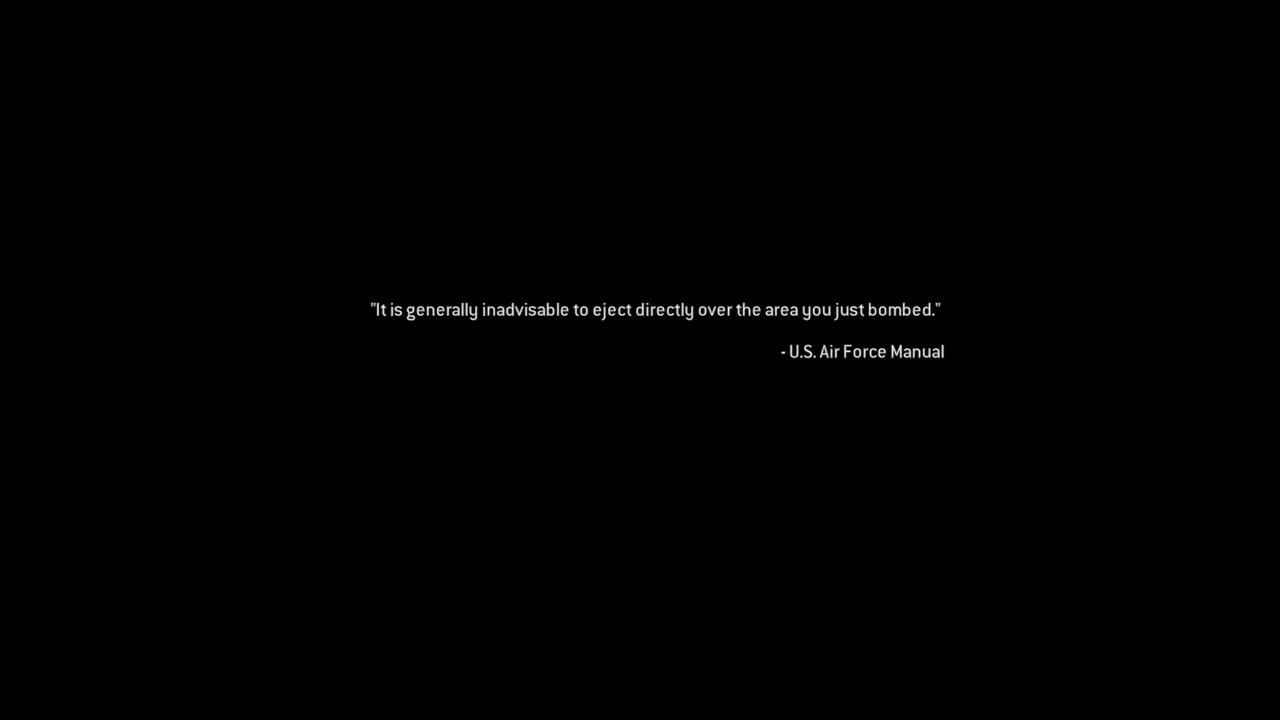 "It is generally inadvisable to eject directly over the area you just bombed."
- U.S. Air Force Manual